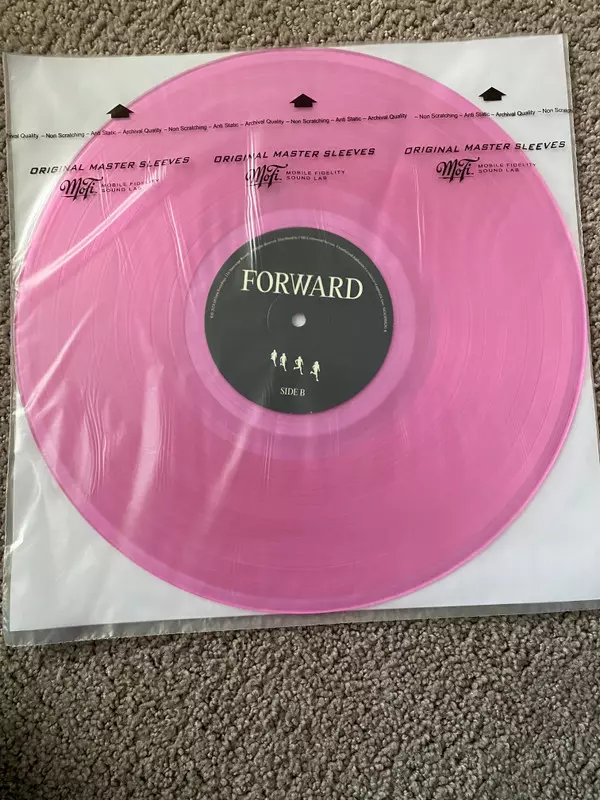 hival Quality – Non Scratching – Anti Static – Archival Quality – Non Scratching – Anti Static – Archival Quality – Non Scratching – Anti Static – Archival Quality – Non
ORIGINAL MASTER SLEEVES ORIGINAL MASTER SLEEVES ORIGINAL MASTER SLEEVES
MoFi MOBILE FIDELITY SOUND LAB MoFi MOBILE FIDELITY SOUND LAB MoFi MOBILE FIDELITY SOUND LAB
FORWARD
SIDE B